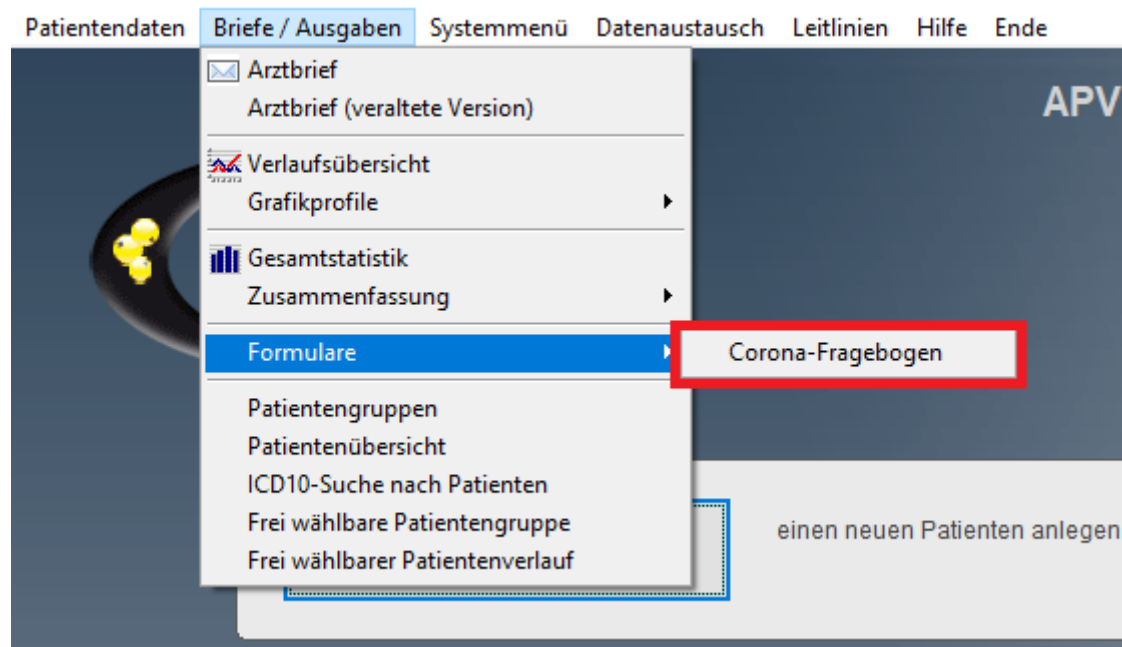 Patientendaten Briefe / Ausgaben Systemmenü Datenaustausch Leitlinien Hilfe Ende
Arztbrief
Arztbrief (veraltete Version)
APV
Verlaufsübersicht
Grafikprofile
Gesamtstatistik
Zusammenfassung
Formulare
Corona-Fragebogen
Patientengruppen
Patientenübersicht
ICD10-Suche nach Patienten
Frei wählbare Patientengruppe
einen neuen Patienten anlegen
Frei wählbarer Patientenverlauf